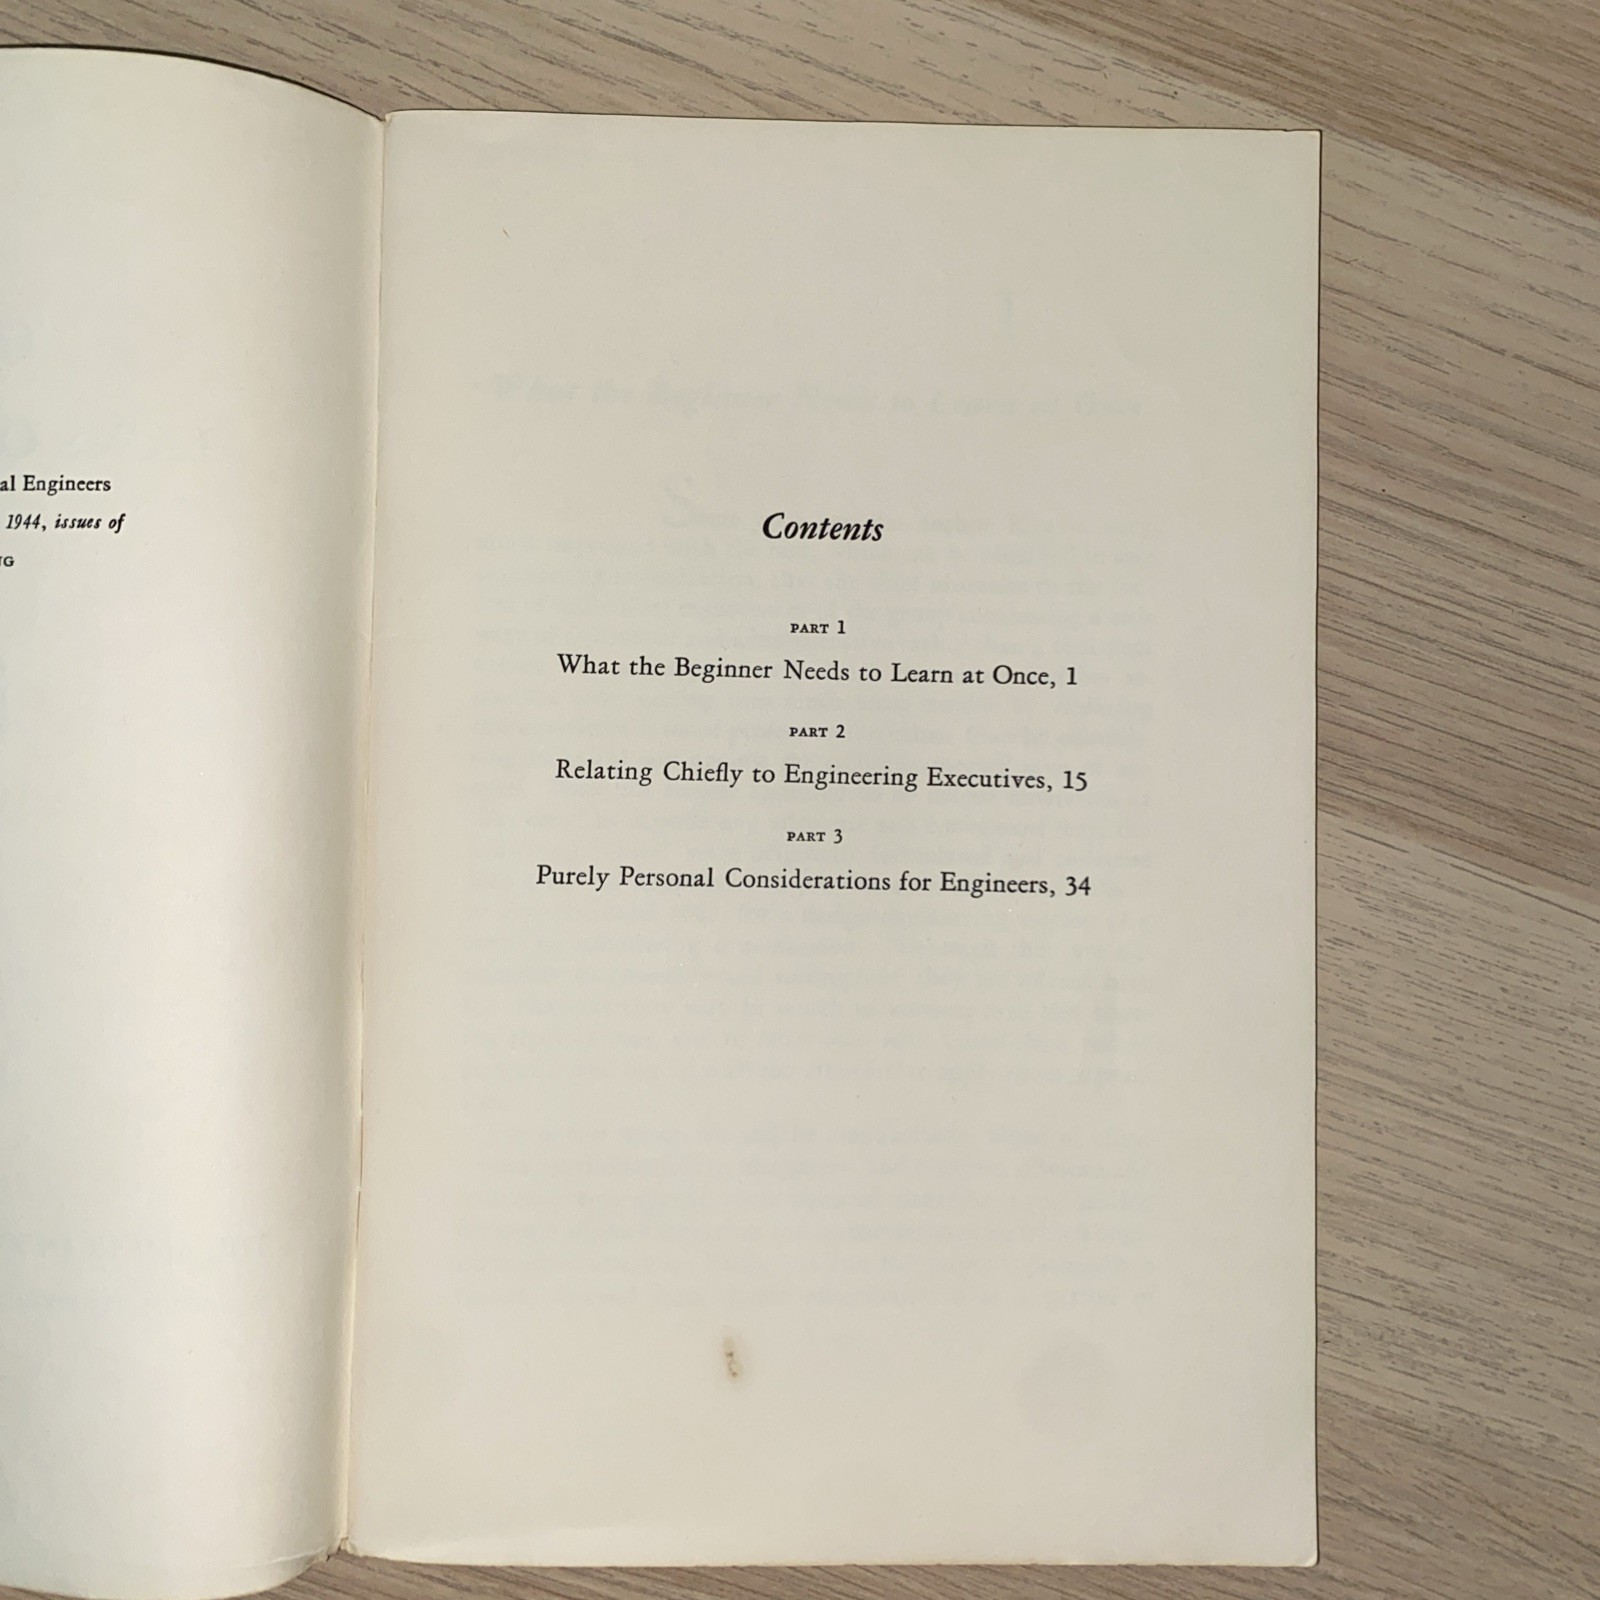 al Engineers
1944, issues of
G
Contents
PART 1
What the Beginner Needs to Learn at Once, 1
PART 2
Relating Chiefly to Engineering Executives, 15
PART 3
Purely Personal Considerations for Engineers, 34